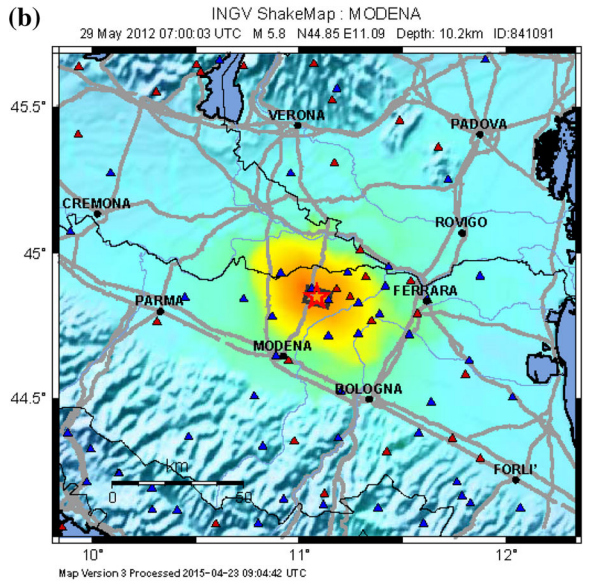 (b)
INGV ShakeMap : MODENA
29 May 2012 07:00:03 UTC M 5.8 N44.85 E11.09 Depth: 10.2km ID:841091
45.5°
VERONA
PADOVA
CREMONA
ROVIGO
45°
FERRARA
PARMA
MODENA
BOLOGNA
44.5°
FORLI'
km
0 50
10° 11° 12°
Map Version 3 Processed 2015-04-23 09:04:42 UTC